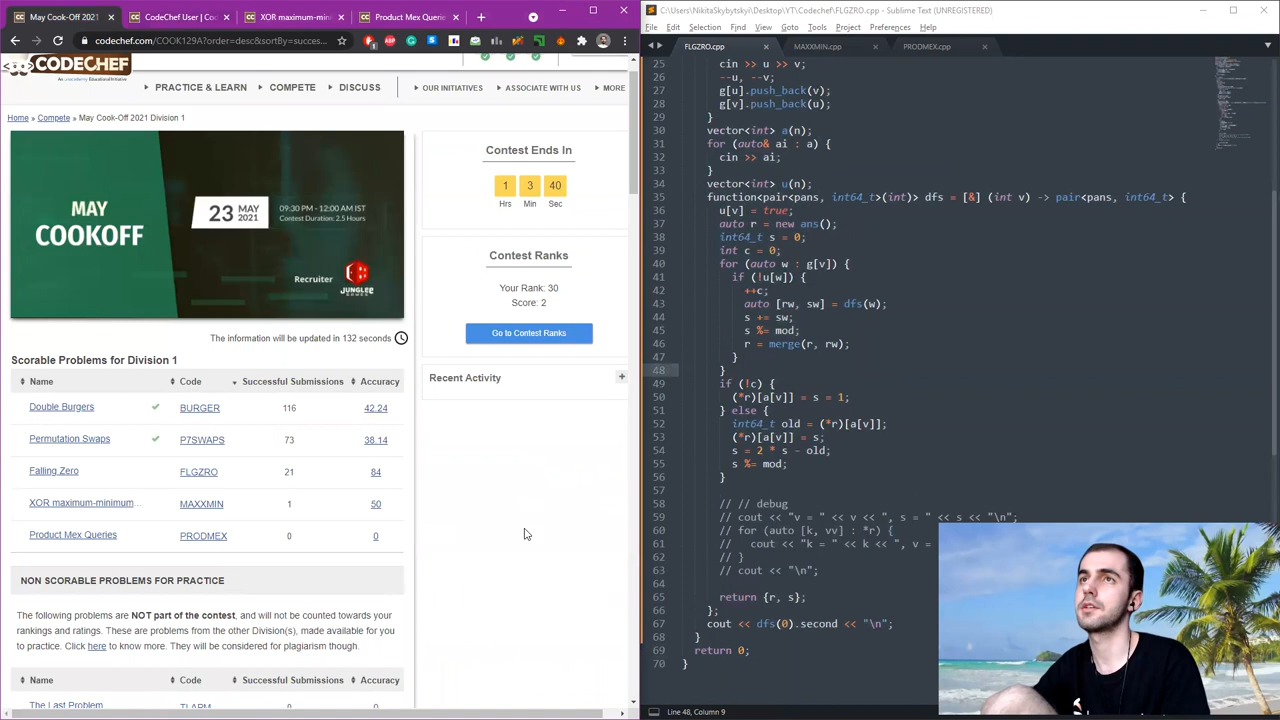 May Cook-Off 2021 D
CodeChef User | Co
XOR maximum-minim
Product Mex Querie
codechef.com/COOK129A?order=desc&sortBy=succes...
CODECHEF
An unacademy Educational Initiative
PRACTICE & LEARN
COMPETE
DISCUSS
OUR INITIATIVES
ASSOCIATE WITH US
MORE
Home » Compete » May Cook-Off 2021 Division 1
MAY
COOKOFF
23 MAY
2021
09:30 PM - 12:00 AM IST
Contest Duration: 2.5 Hours
Recruiter
JUNGLEE
GAMES
Contest Ends In
1 3 40
Hrs Min Sec
Contest Ranks
Your Rank: 30
Score: 2
Go to Contest Ranks
Recent Activity
The information will be updated in 132 seconds
Scorable Problems for Division 1
Name Code Successful Submissions Accuracy
Double Burgers BURGER 116 42.24
Permutation Swaps P7SWAPS 73 38.14
Falling Zero FLGZRO 21 84
XOR maximum-minimum... MAXXMIN 1 50
Product Mex Queries PRODMEX 0 0
NON SCORABLE PROBLEMS FOR PRACTICE
The following problems are NOT part of the contest, and will not be counted towards your
rankings and ratings. These are problems from the other Division(s), made available for you
to practice. Click here to know more. They will be considered for plagiarism though.
Name Code Successful Submissions Accuracy
The Last Problem TLAPM
C:\Users\NikitaSkybytskyi\Desktop\YT\Codechef\FLGZRO.cpp - Sublime Text (UNREGISTERED)
File Edit Selection Find View Goto Tools Project Preferences Help
FLGZRO.cpp
MAXXMIN.cpp
PRODMEX.cpp
25 cin >> u >> v;
26 --u, --v;
27 g[u].push_back(v);
28 g[v].push_back(u);
29 }
30 vector<int> a(n);
31 for (auto& ai : a) {
32 cin >> ai;
33 }
34 vector<int> u(n);
35 function<pair<pans, int64_t>(int)> dfs = [&] (int v) -> pair<pans, int64_t> {
36 u[v] = true;
37 auto r = new ans();
38 int64_t s = 0;
39 int c = 0;
40 for (auto w : g[v]) {
41 if (!u[w]) {
42 ++c;
43 auto [rw, sw] = dfs(w);
44 s += sw;
45 s %= mod;
46 r = merge(r, rw);
47 }
48 }
49 if (!c) {
50 (*r)[a[v]] = s = 1;
51 } else {
52 int64_t old = (*r)[a[v]];
53 (*r)[a[v]] = s;
54 s = 2 * s - old;
55 s %= mod;
56 }
57
58 // // debug
59 // cout << "v = " << v << ", s = " << s << "\n";
60 // for (auto [k, vv] : *r) {
61 // cout << "k = " << k << ", v =
62 // }
63 // cout << "\n";
64
65 return {r, s};
66 };
67 cout << dfs(0).second << "\n";
68 }
69 return 0;
70 }
Line 48, Column 9